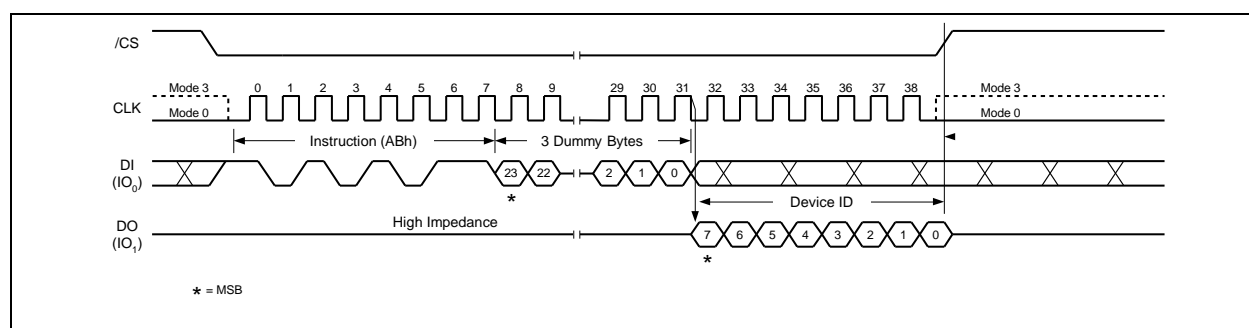 /CS
Mode 3 0 1 2 3 4 5 6 7 8 9 29 30 31 32 33 34 35 36 37 38 Mode 3
CLK
Mode 0 Mode 0
Instruction (ABh) 3 Dummy Bytes
DI
(IO0)
23 22 2 1 0
*
Device ID
High Impedance
DO
(IO1)
7 6 5 4 3 2 1 0
*
* = MSB